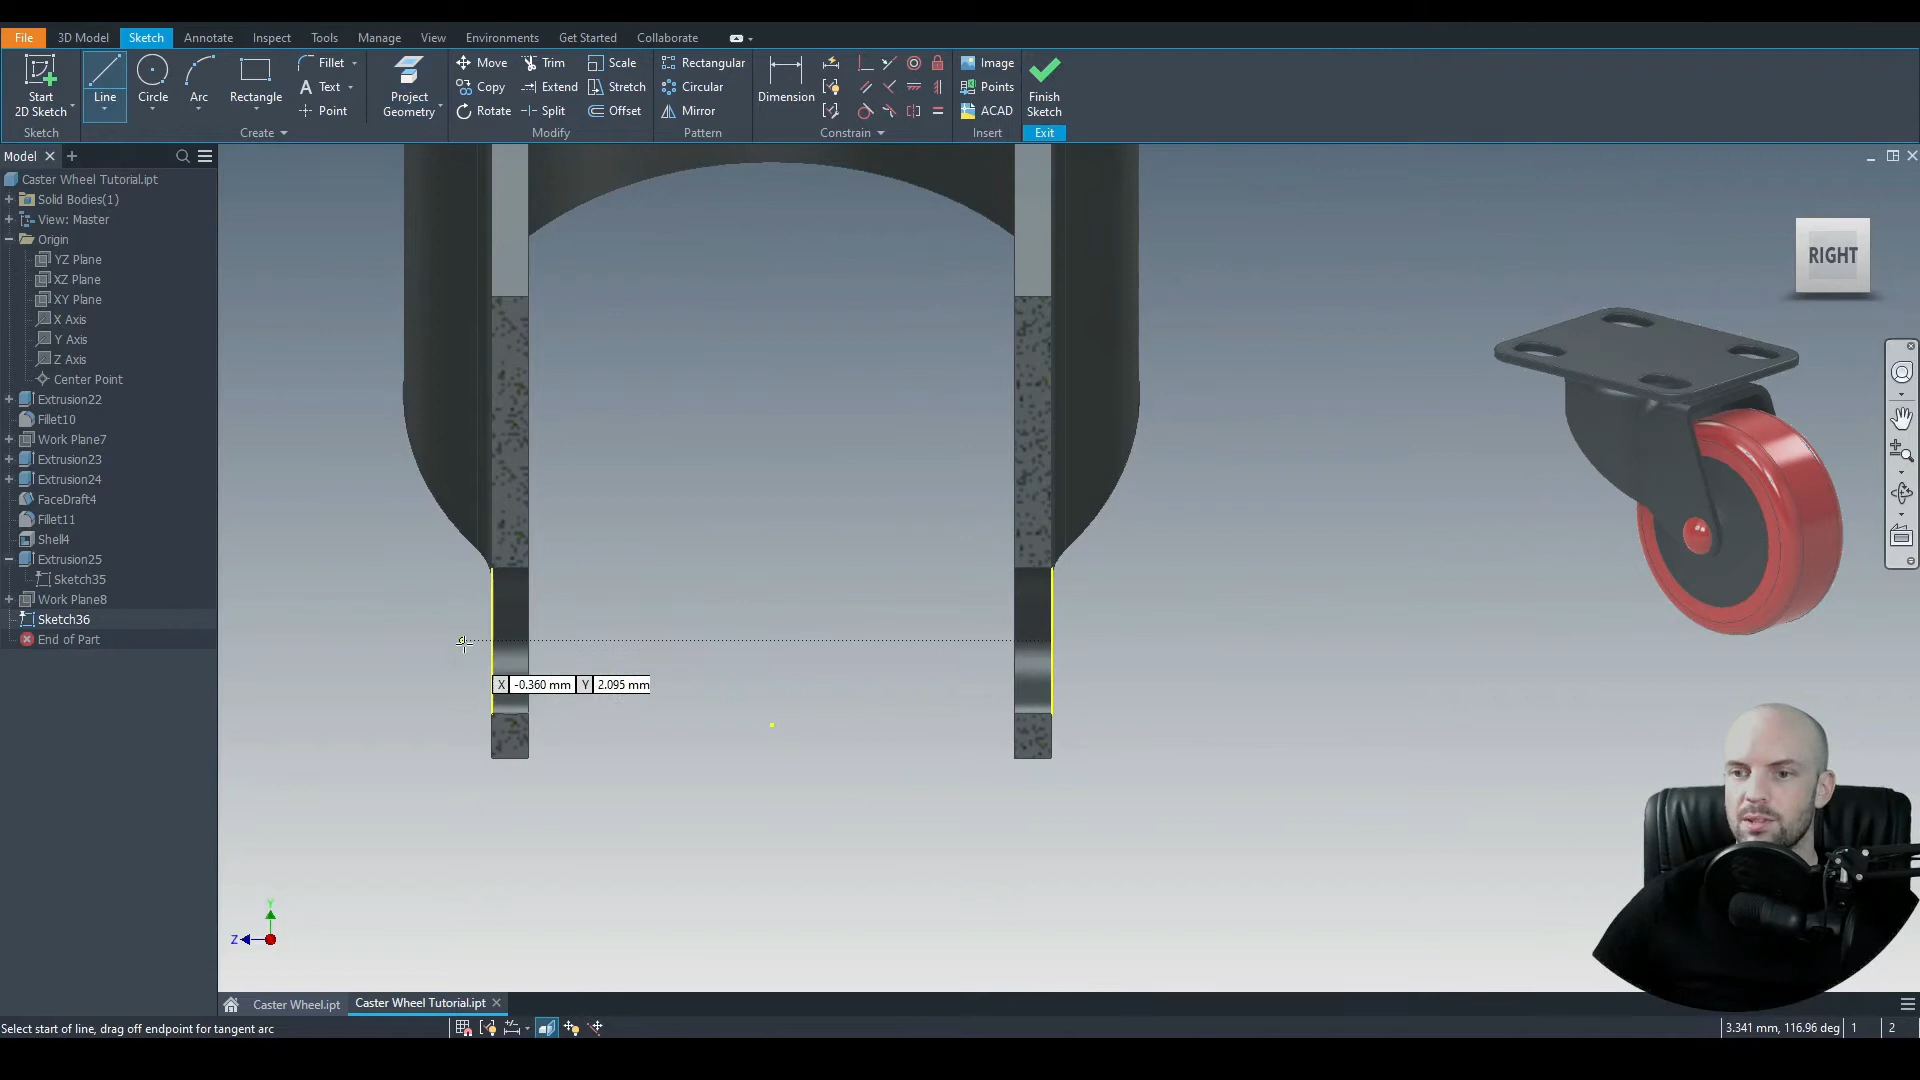 File Sketch 3D Model Annotate Inspect Tools Manage View Environments Get Started Collaborate
Start
2D Sketch
Line
Circle
Arc
Rectangle
Fillet
Text
Point
Project
Geometry
Move
Copy
Rotate
Trim
Extend
Split
Scale
Stretch
Offset
Rectangular
Circular
Mirror
Dimension
Image
Points
ACAD
Finish
Sketch
Sketch Create Modify Pattern Constrain Insert Exit
Model
Caster Wheel Tutorial.ipt
Solid Bodies(1)
View: Master
Origin
YZ Plane
XZ Plane
XY Plane
X Axis
Y Axis
Z Axis
Center Point
Extrusion22
Fillet10
Work Plane7
Extrusion23
Extrusion24
FaceDraft4
Fillet11
Shell4
Extrusion25
Sketch35
Work Plane8
Sketch36
End of Part
RIGHT
X -0.360 mm Y 2.095 mm
Y
Z
Caster Wheel.ipt Caster Wheel Tutorial.ipt
Select start of line, drag off endpoint for tangent arc
3.341 mm, 116.96 deg 1 2